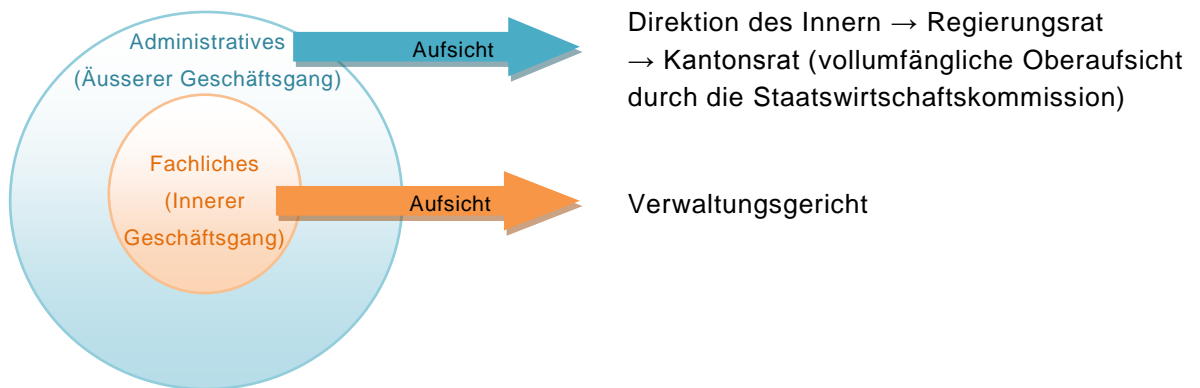 Administratives
(Äusserer Geschäftsgang)
Aufsicht
Direktion des Innern → Regierungsrat
→ Kantonsrat (vollumfängliche Oberaufsicht
durch die Staatswirtschaftskommission)
Fachliches
(Innerer
Geschäftsgang)
Aufsicht
Verwaltungsgericht